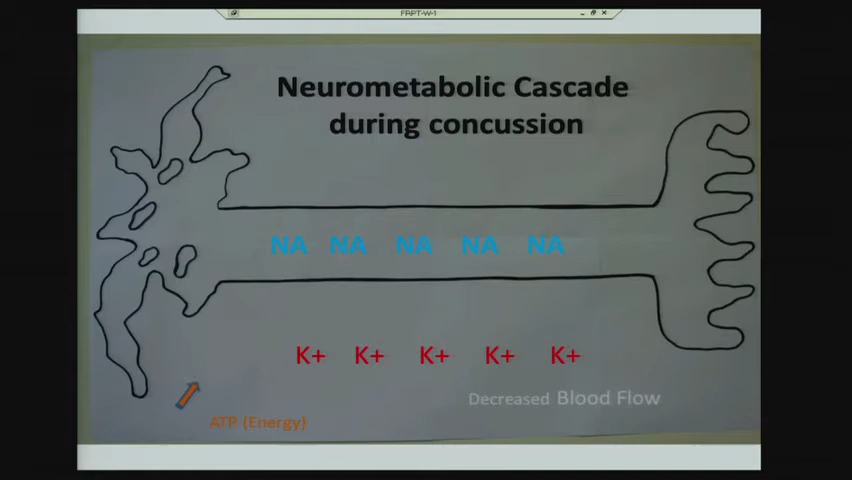 FRPT-W-1
Neurometabolic Cascade
during concussion
NA NA NA NA NA
K+ K+ K+ K+ K+
Decreased Blood Flow
ATP (Energy)